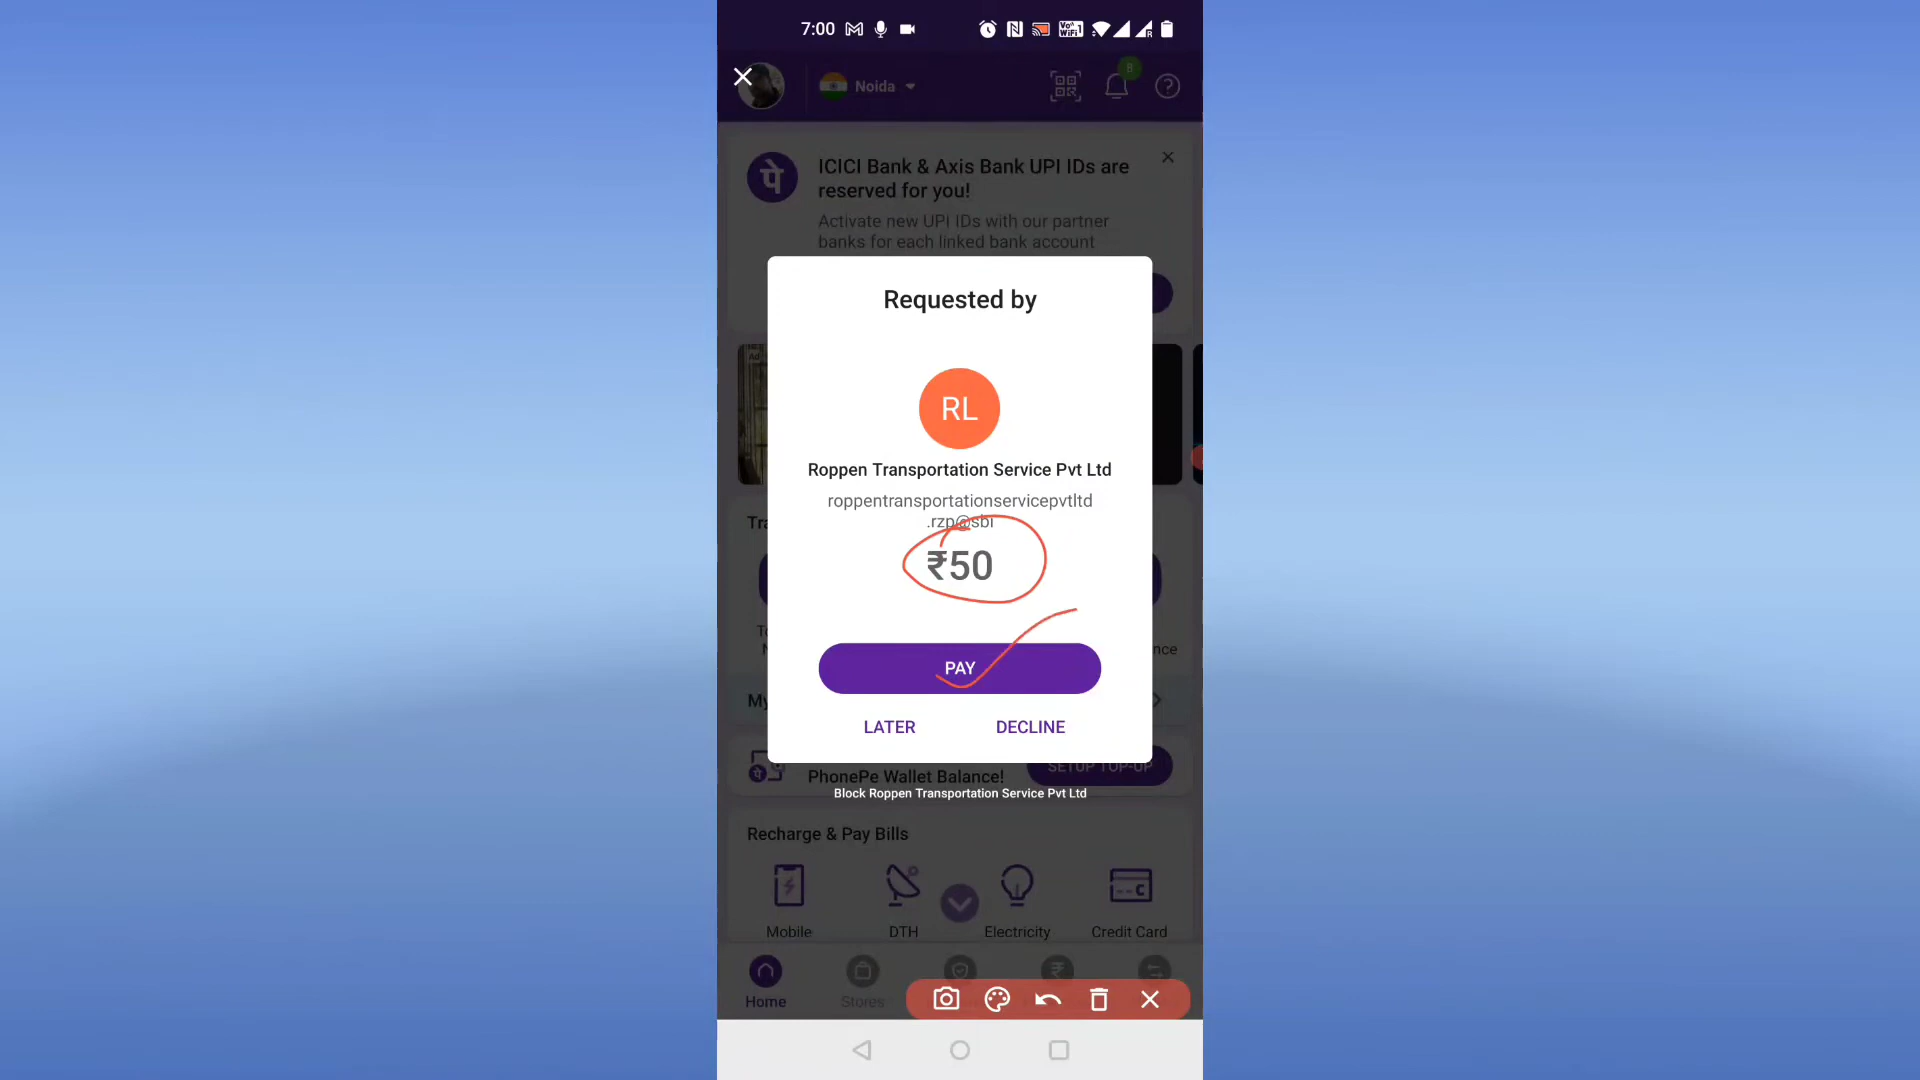 7:00
Noida
8
ICICI Bank & Axis Bank UPI IDs are
reserved for you!
Activate new UPI IDs with our partner
banks for each linked bank account
पे
Ad
Requested by
RL
Roppen Transportation Service Pvt Ltd
roppentransportationservicepvtltd
.rzp@sbi
₹50
PAY
LATER
DECLINE
PhonePe Wallet Balance!
SETUP TOP-UP
Block Roppen Transportation Service Pvt Ltd
Recharge & Pay Bills
Mobile
DTH
Electricity
Credit Card
Home
Stores